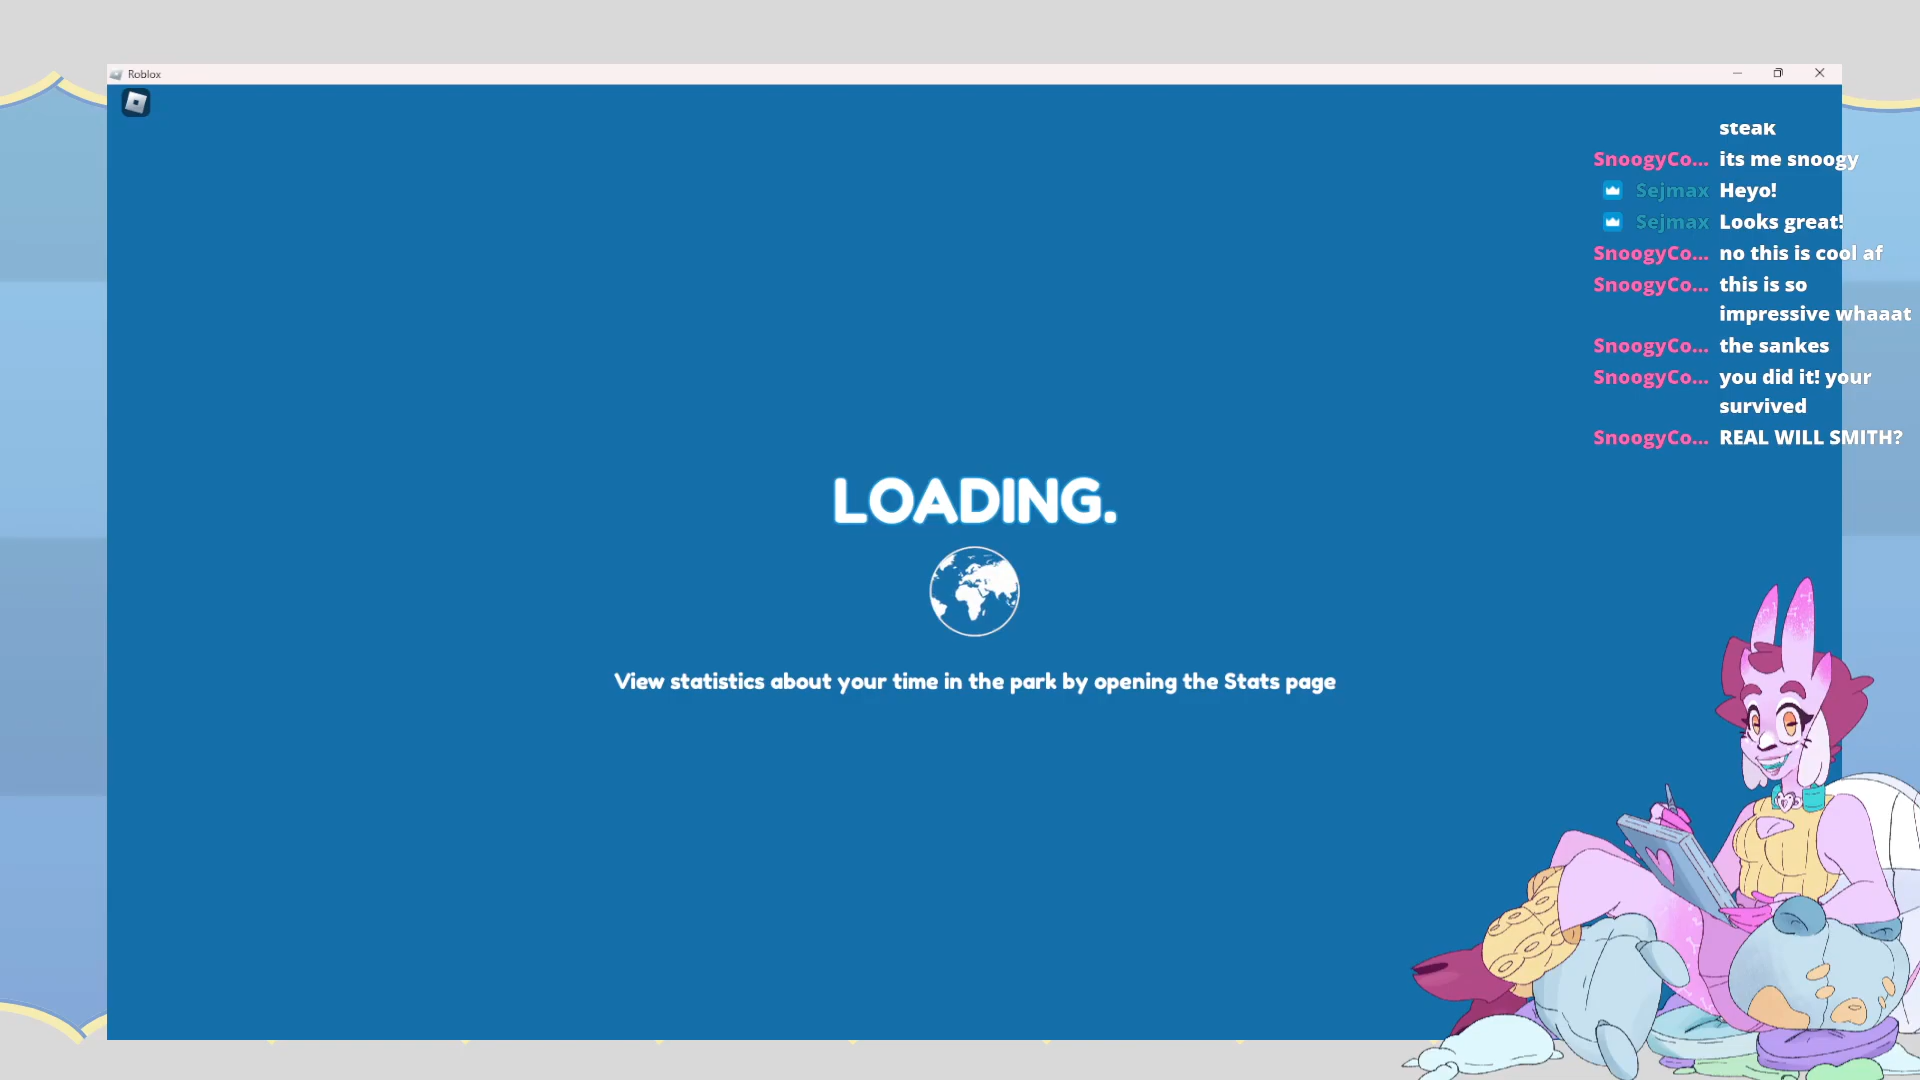 Roblox
steak
SnoogyCo... its me snoogy
Sejmax Heyo!
Sejmax Looks great!
SnoogyCo... no this is cool af
SnoogyCo... this is so
impressive whaaat
SnoogyCo... the sankes
SnoogyCo... you did it! your
survived
SnoogyCo... REAL WILL SMITH?
LOADING.
View statistics about your time in the park by opening the Stats page